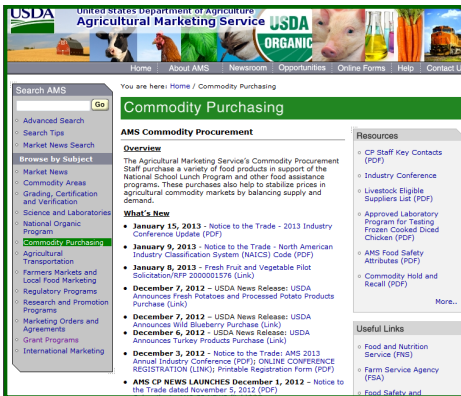 USDA
United States Department of Agriculture
Agricultural Marketing Service
USDA
ORGANIC
Home
About AMS
Newsroom
Opportunities
Online Forms
Help
Contact U
Search AMS
Go
Advanced Search
Search Tips
Market News Search
Browse by Subject
Market News
Commodity Areas
Grading, Certification
and Verification
Science and Laboratories
National Organic
Program
Commodity Purchasing
Agricultural
Transportation
Farmers Markets and
Local Food Marketing
Regulatory Programs
Research and Promotion
Programs
Marketing Orders and
Agreements
Grant Programs
International Marketing
You are here: Home / Commodity Purchasing
Commodity Purchasing
AMS Commodity Procurement
Overview
The Agricultural Marketing Service's Commodity Procurement
Staff purchase a variety of food products in support of the
National School Lunch Program and other food assistance
programs. These purchases also help to stabilize prices in
agricultural commodity markets by balancing supply and
demand.
What's New
• January 15, 2013 - Notice to the Trade - 2013 Industry
Conference Update (PDF)
• January 9, 2013 - Notice to the Trade - North American
Industry Classification System (NAICS) Code (PDF)
• January 8, 2013 - Fresh Fruit and Vegetable Pilot
Solicitation/RFP 2000001576 (Link)
• December 7, 2012 – USDA News Release: USDA
Announces Fresh Potatoes and Processed Potato Products
Purchase (Link)
• December 7, 2012 – USDA News Release: USDA
Announces Wild Blueberry Purchase (Link)
• December 6, 2012 - USDA News Release: USDA
Announces Turkey Products Purchase (Link)
• December 3, 2012 - Notice to the Trade: AMS 2013
Annual Industry Conference (PDF); ONLINE CONFERENCE
REGISTRATION (LINK); Printable Registration Form (PDF)
• AMS CP NEWS LAUNCHES December 1, 2012 – Notice to
the Trade dated November 5, 2012 (PDF)
Resources
CP Staff Key Contacts
(PDF)
Industry Conference
Livestock Eligible
Suppliers List (PDF)
Approved Laboratory
Program for Testing
Frozen Cooked Diced
Chicken (PDF)
AMS Food Safety
Attributes (PDF)
Commodity Hold and
Recall (PDF)
More..
Useful Links
Food and Nutrition
Service (FNS)
Farm Service Agency
(FSA)
Food Safety and